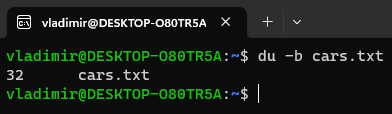 vladimir@DESKTOP-O80TR5A
vladimir@DESKTOP-O80TR5A:~$ du -b cars.txt
32      cars.txt
vladimir@DESKTOP-O80TR5A:~$